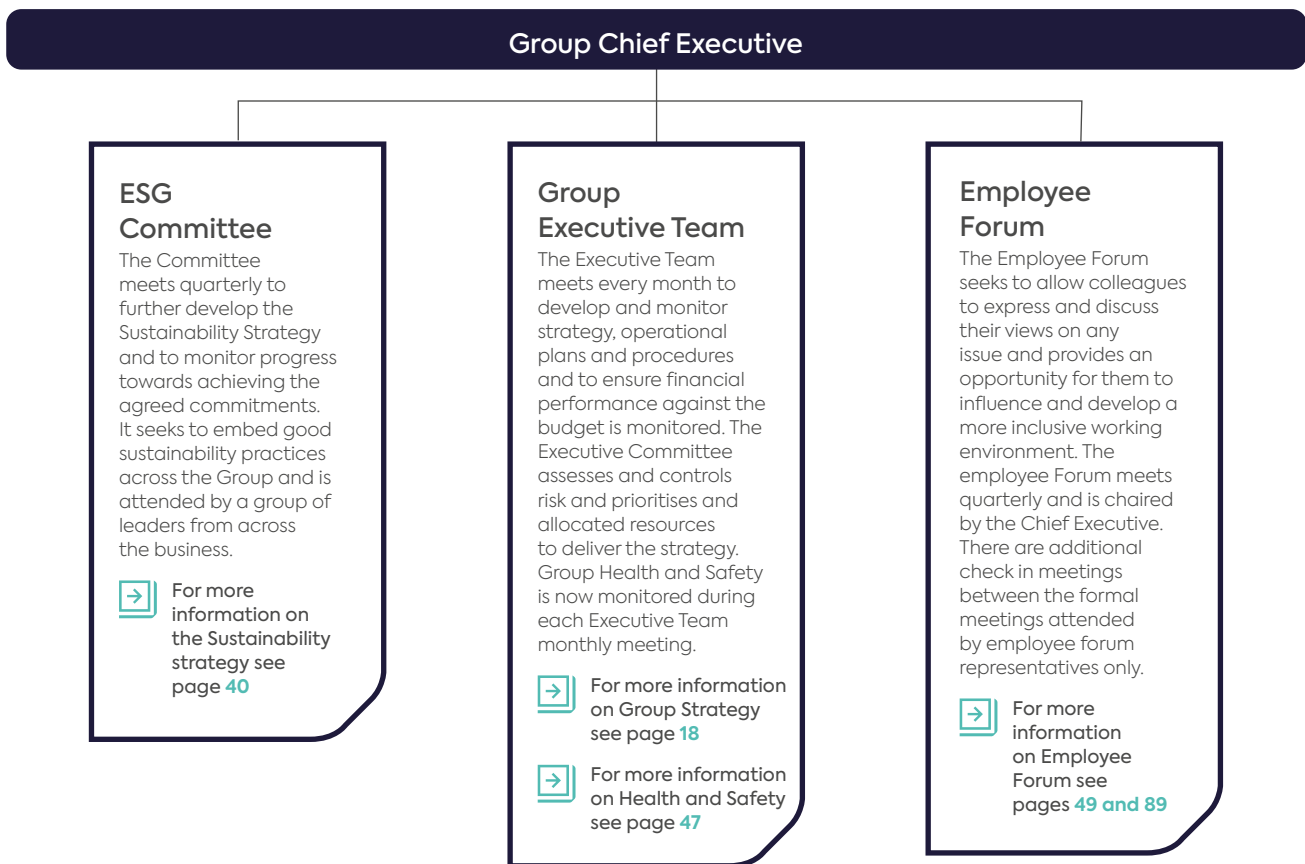 Group Chief Executive
ESG
Committee
The Committee
meets quarterly to
further develop the
Sustainability Strategy
and to monitor progress
towards achieving the
agreed commitments.
It seeks to embed good
sustainability practices
across the Group and is
attended by a group of
leaders from across
the business.
For more
information on
the Sustainability
strategy see
page 40
Group
Executive Team
The Executive Team
meets every month to
develop and monitor
strategy, operational
plans and procedures
and to ensure financial
performance against the
budget is monitored. The
Executive Committee
assesses and controls
risk and prioritises and
allocated resources
to deliver the strategy.
Group Health and Safety
is now monitored during
each Executive Team
monthly meeting.
For more information
on Group Strategy
see page 18
For more information
on Health and Safety
see page 47
Employee
Forum
The Employee Forum
seeks to allow colleagues
to express and discuss
their views on any
issue and provides an
opportunity for them to
influence and develop a
more inclusive working
environment. The
employee Forum meets
quarterly and is chaired
by the Chief Executive.
There are additional
check in meetings
between the formal
meetings attended
by employee forum
representatives only.
For more
information
on Employee
Forum see
pages 49 and 89